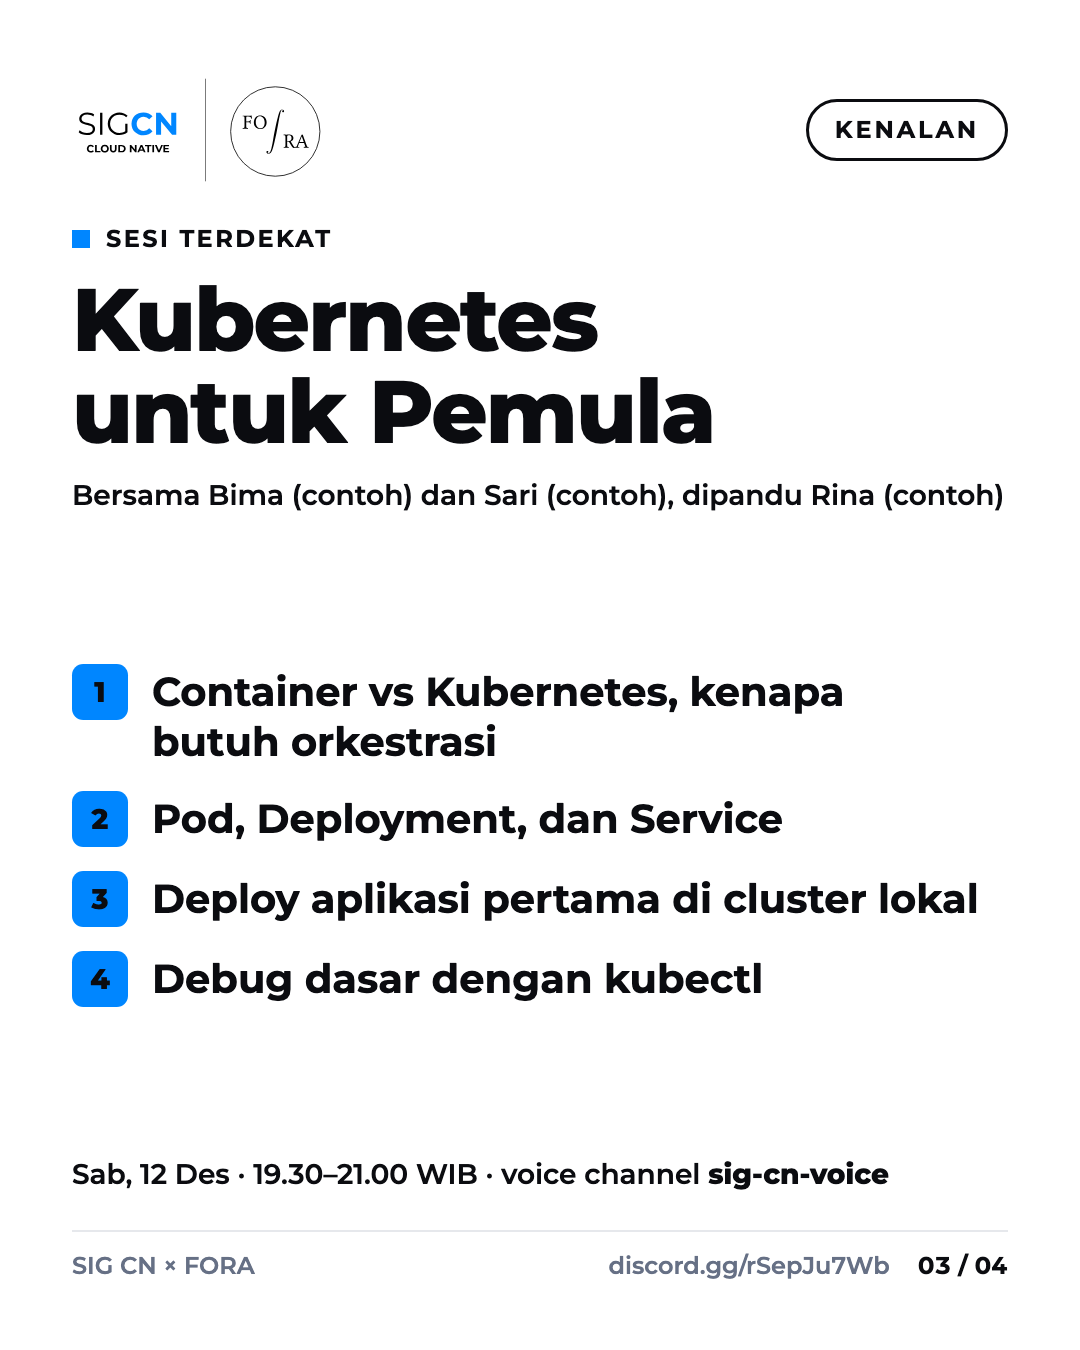 SIGCN
CLOUD NATIVE
FO
RA
KENALAN
SESI TERDEKAT
Kubernetes
untuk Pemula
Bersama Bima (contoh) dan Sari (contoh), dipandu Rina (contoh)
1 Container vs Kubernetes, kenapa
butuh orkestrasi
2 Pod, Deployment, dan Service
3 Deploy aplikasi pertama di cluster lokal
4 Debug dasar dengan kubectl
Sab, 12 Des · 19.30–21.00 WIB · voice channel sig-cn-voice
SIG CN × FORA
discord.gg/rSepJu7Wb 03 / 04